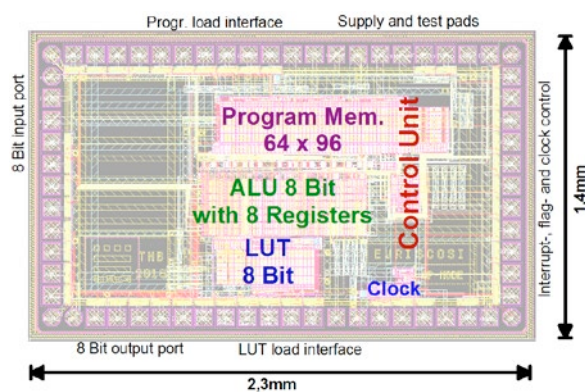 Progr. load interface
Supply and test pads
8 Bit input port
Program Mem.
64 x 96
Control Unit
ALU 8 Bit
with 8 Registers
LUT
8 Bit
Clock
Interrupt-, flag- and clock control
1.4mm
8 Bit output port
LUT load interface
2,3mm